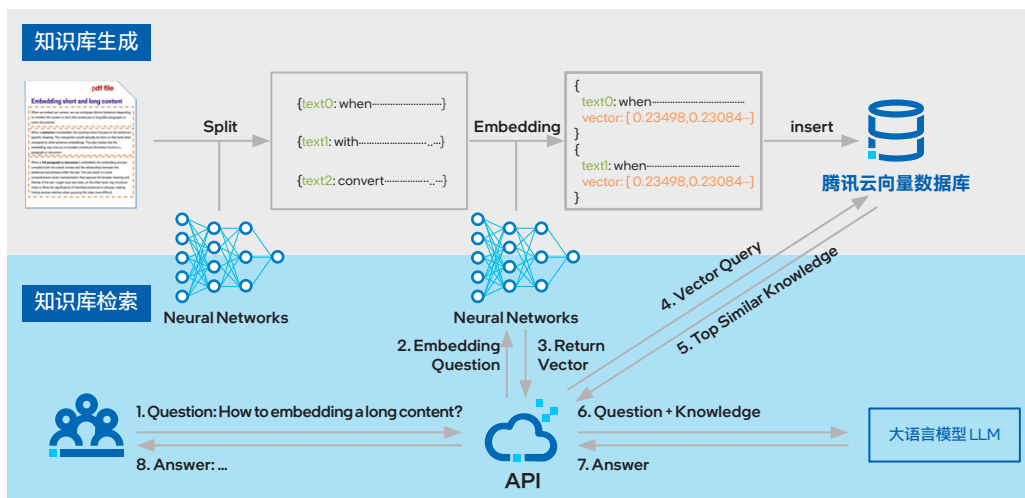 知识库生成
pdf file
Embedding short and long content
Split
{text0: when…………………………}
{text1: with…………………………..…}
{text2: convert………………..…}
Embedding
{
text0: when…………………………………
vector: [ 0.23498,0.23084…]
}
{
text1: when…………………………………
vector: [ 0.23498,0.23084…]
}
insert
腾讯云向量数据库
Neural Networks
Neural Networks
知识库检索
4. Vector Query
5. Top Similar Knowledge
2. Embedding
Question
3. Return
Vector
1. Question: How to embedding a long content?
8. Answer: ...
API
6. Question + Knowledge
7. Answer
大语言模型 LLM